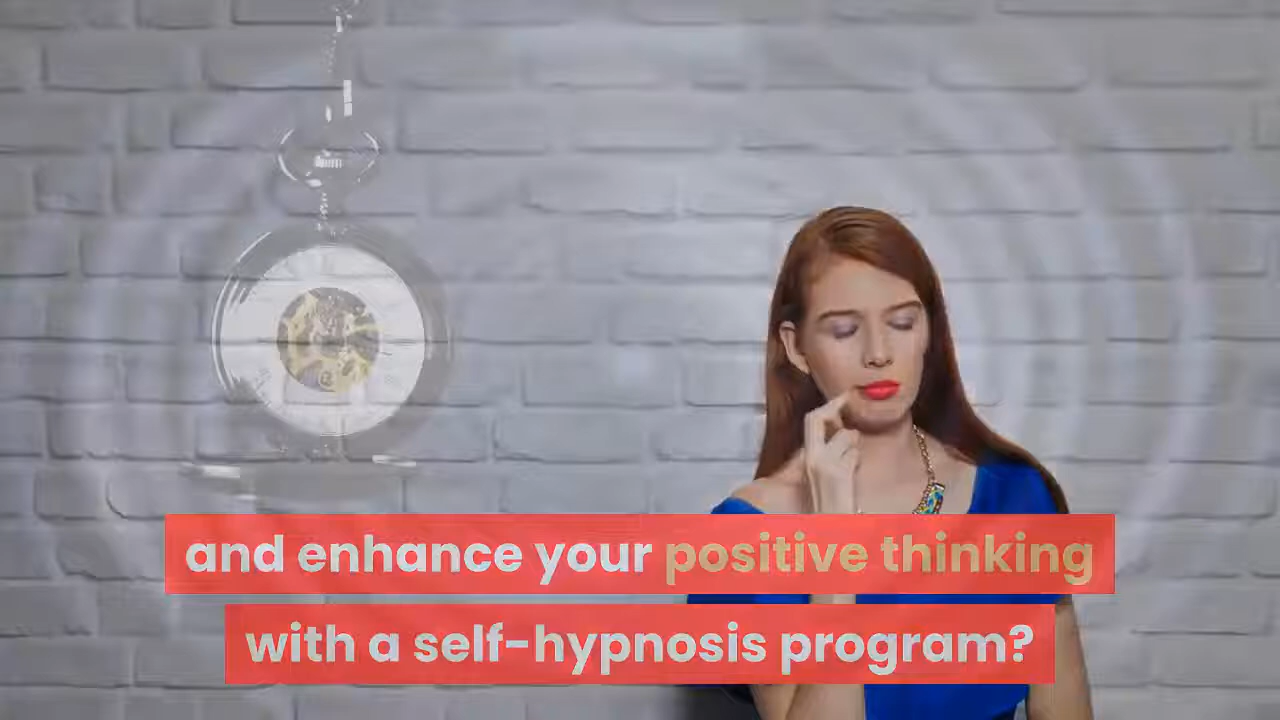 and enhance your positive thinking
with a self-hypnosis program?